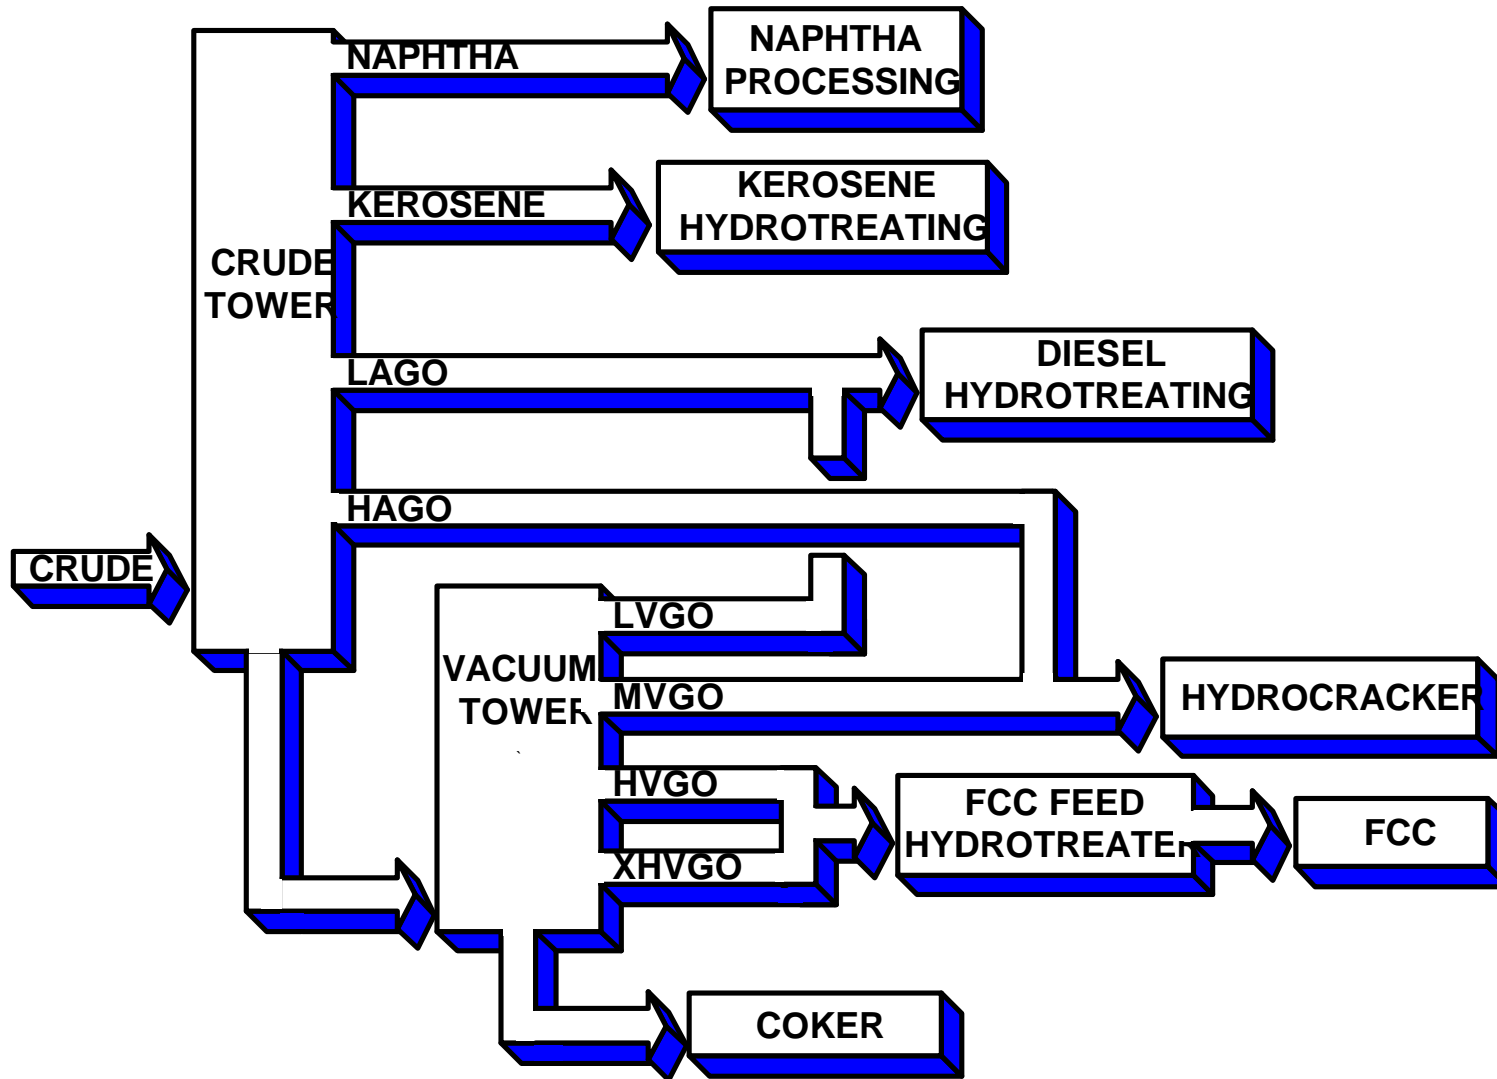 NAPHTHA
NAPHTHA
PROCESSING
KEROSENE
KEROSENE
HYDROTREATING
CRUDE
TOWER
LAGO
DIESEL
HYDROTREATING
HAGO
CRUDE
LVGO
VACUUM
TOWER
MVGO
HYDROCRACKER
HVGO
XHVGO
FCC FEED
HYDROTREATER
FCC
COKER